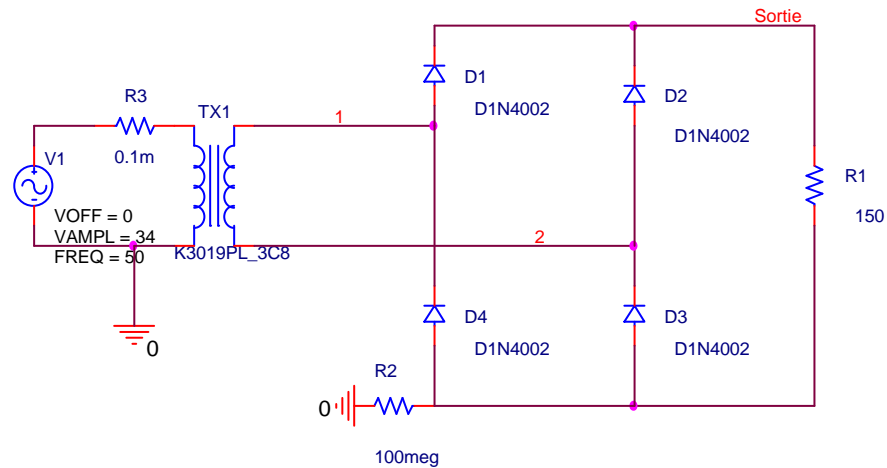 Sortie
D1
D1N4002
D2
D1N4002
R3
0.1m
TX1
1
V1
VOFF = 0
VAMPL = 34
FREQ = 50
K3019PL_3C8
2
R1
150
0
D4
D1N4002
D3
D1N4002
R2
0
100meg